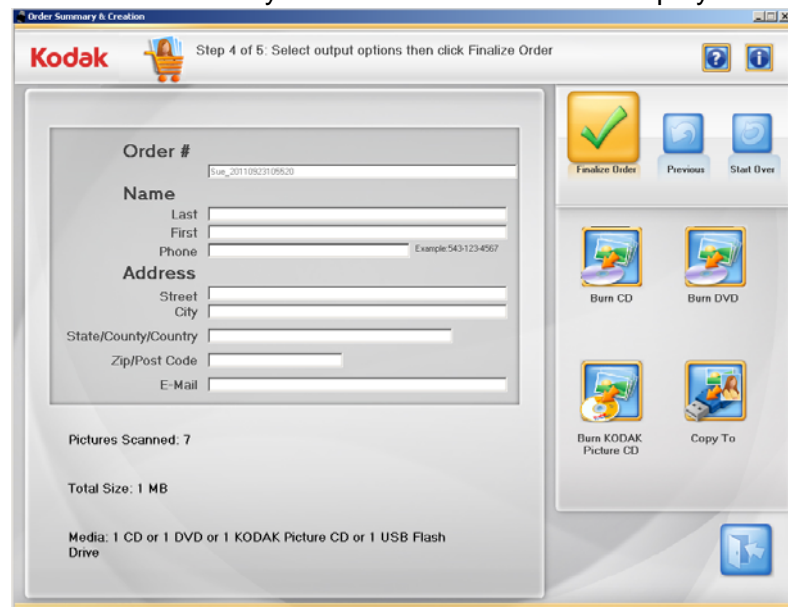 Order Summary & Creation
Kodak
Step 4 of 5: Select output options then click Finalize Order
Order #
Sue_20110923105520
Name
Last
First
Phone
Example:543-123-4567
Address
Street
City
State/County/Country
Zip/Post Code
E-Mail
Pictures Scanned: 7
Total Size: 1 MB
Media: 1 CD or 1 DVD or 1 KODAK Picture CD or 1 USB Flash
Drive
Finalize Order
Previous
Start Over
Burn CD
Burn DVD
Burn KODAK
Picture CD
Copy To